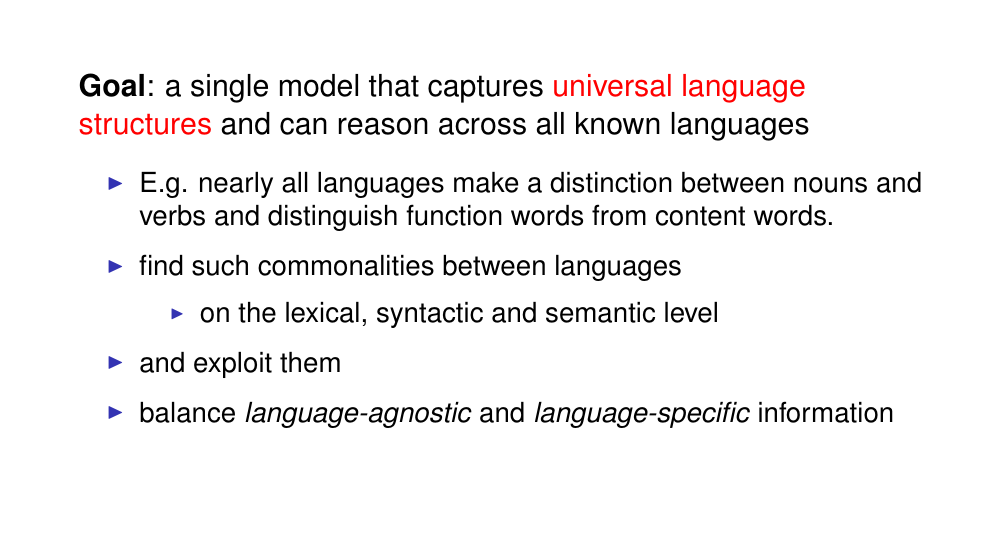 Goal: a single model that captures universal language
structures and can reason across all known languages
▶ E.g. nearly all languages make a distinction between nouns and
verbs and distinguish function words from content words.
▶ find such commonalities between languages
▶ on the lexical, syntactic and semantic level
▶ and exploit them
▶ balance language-agnostic and language-specific information